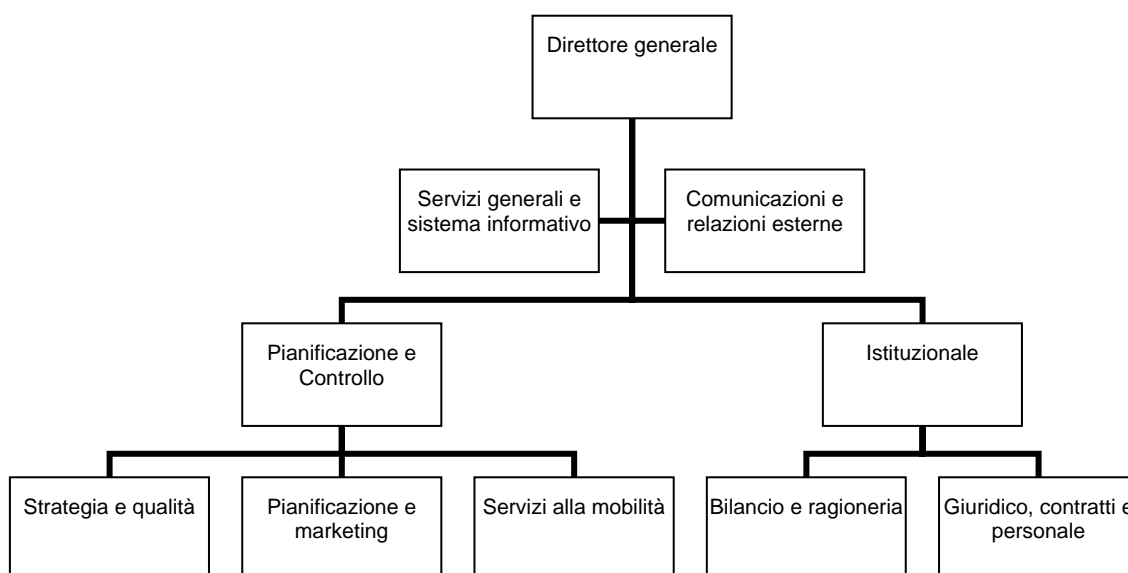 Direttore generale
Servizi generali e
sistema informativo
Comunicazioni e
relazioni esterne
Pianificazione e
Controllo
Istituzionale
Strategia e qualità
Pianificazione e
marketing
Servizi alla mobilità
Bilancio e ragioneria
Giuridico, contratti e
personale